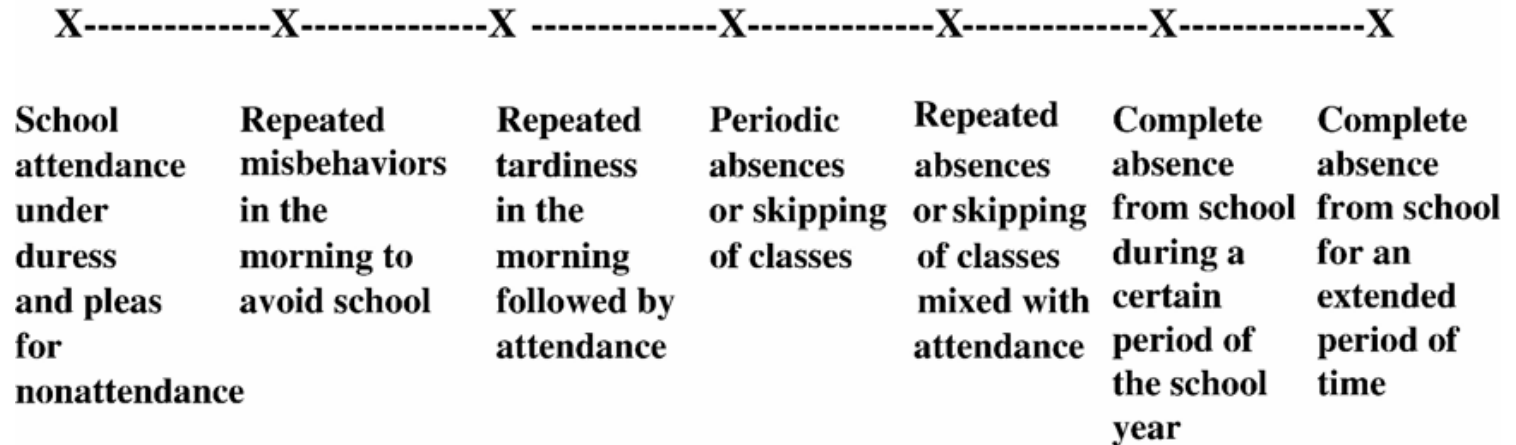 X--------------X--------------X --------------X--------------X--------------X--------------X
School
attendance
under
duress
and pleas
for
nonattendance
Repeated
misbehaviors
in the
morning to
avoid school
Repeated
tardiness
in the
morning
followed by
attendance
Periodic
absences
or skipping
of classes
Repeated
absences
or skipping
of classes
mixed with
attendance
Complete
absence
from school
during a
certain
period of
the school
year
Complete
absence
from school
for an
extended
period of
time